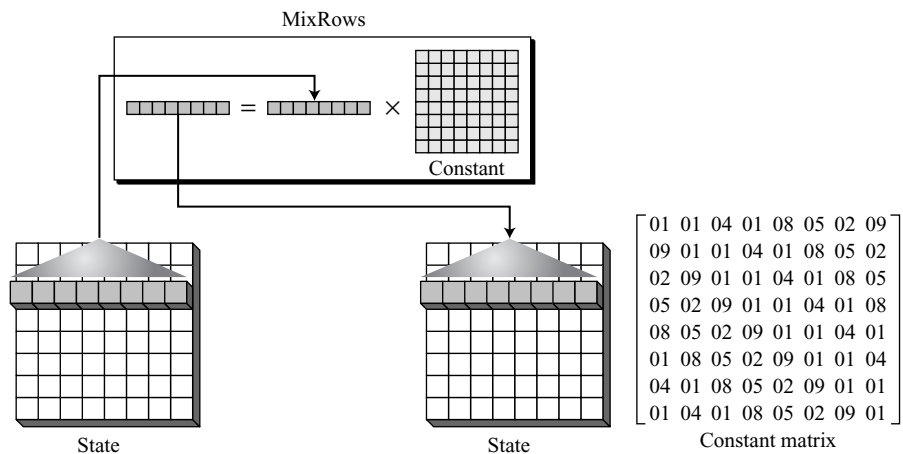 MixRows
= ×
Constant
01 01 04 01 08 05 02 09
09 01 01 04 01 08 05 02
02 09 01 01 04 01 08 05
05 02 09 01 01 04 01 08
08 05 02 09 01 01 04 01
01 08 05 02 09 01 01 04
04 01 08 05 02 09 01 01
01 04 01 08 05 02 09 01
State
State
Constant matrix